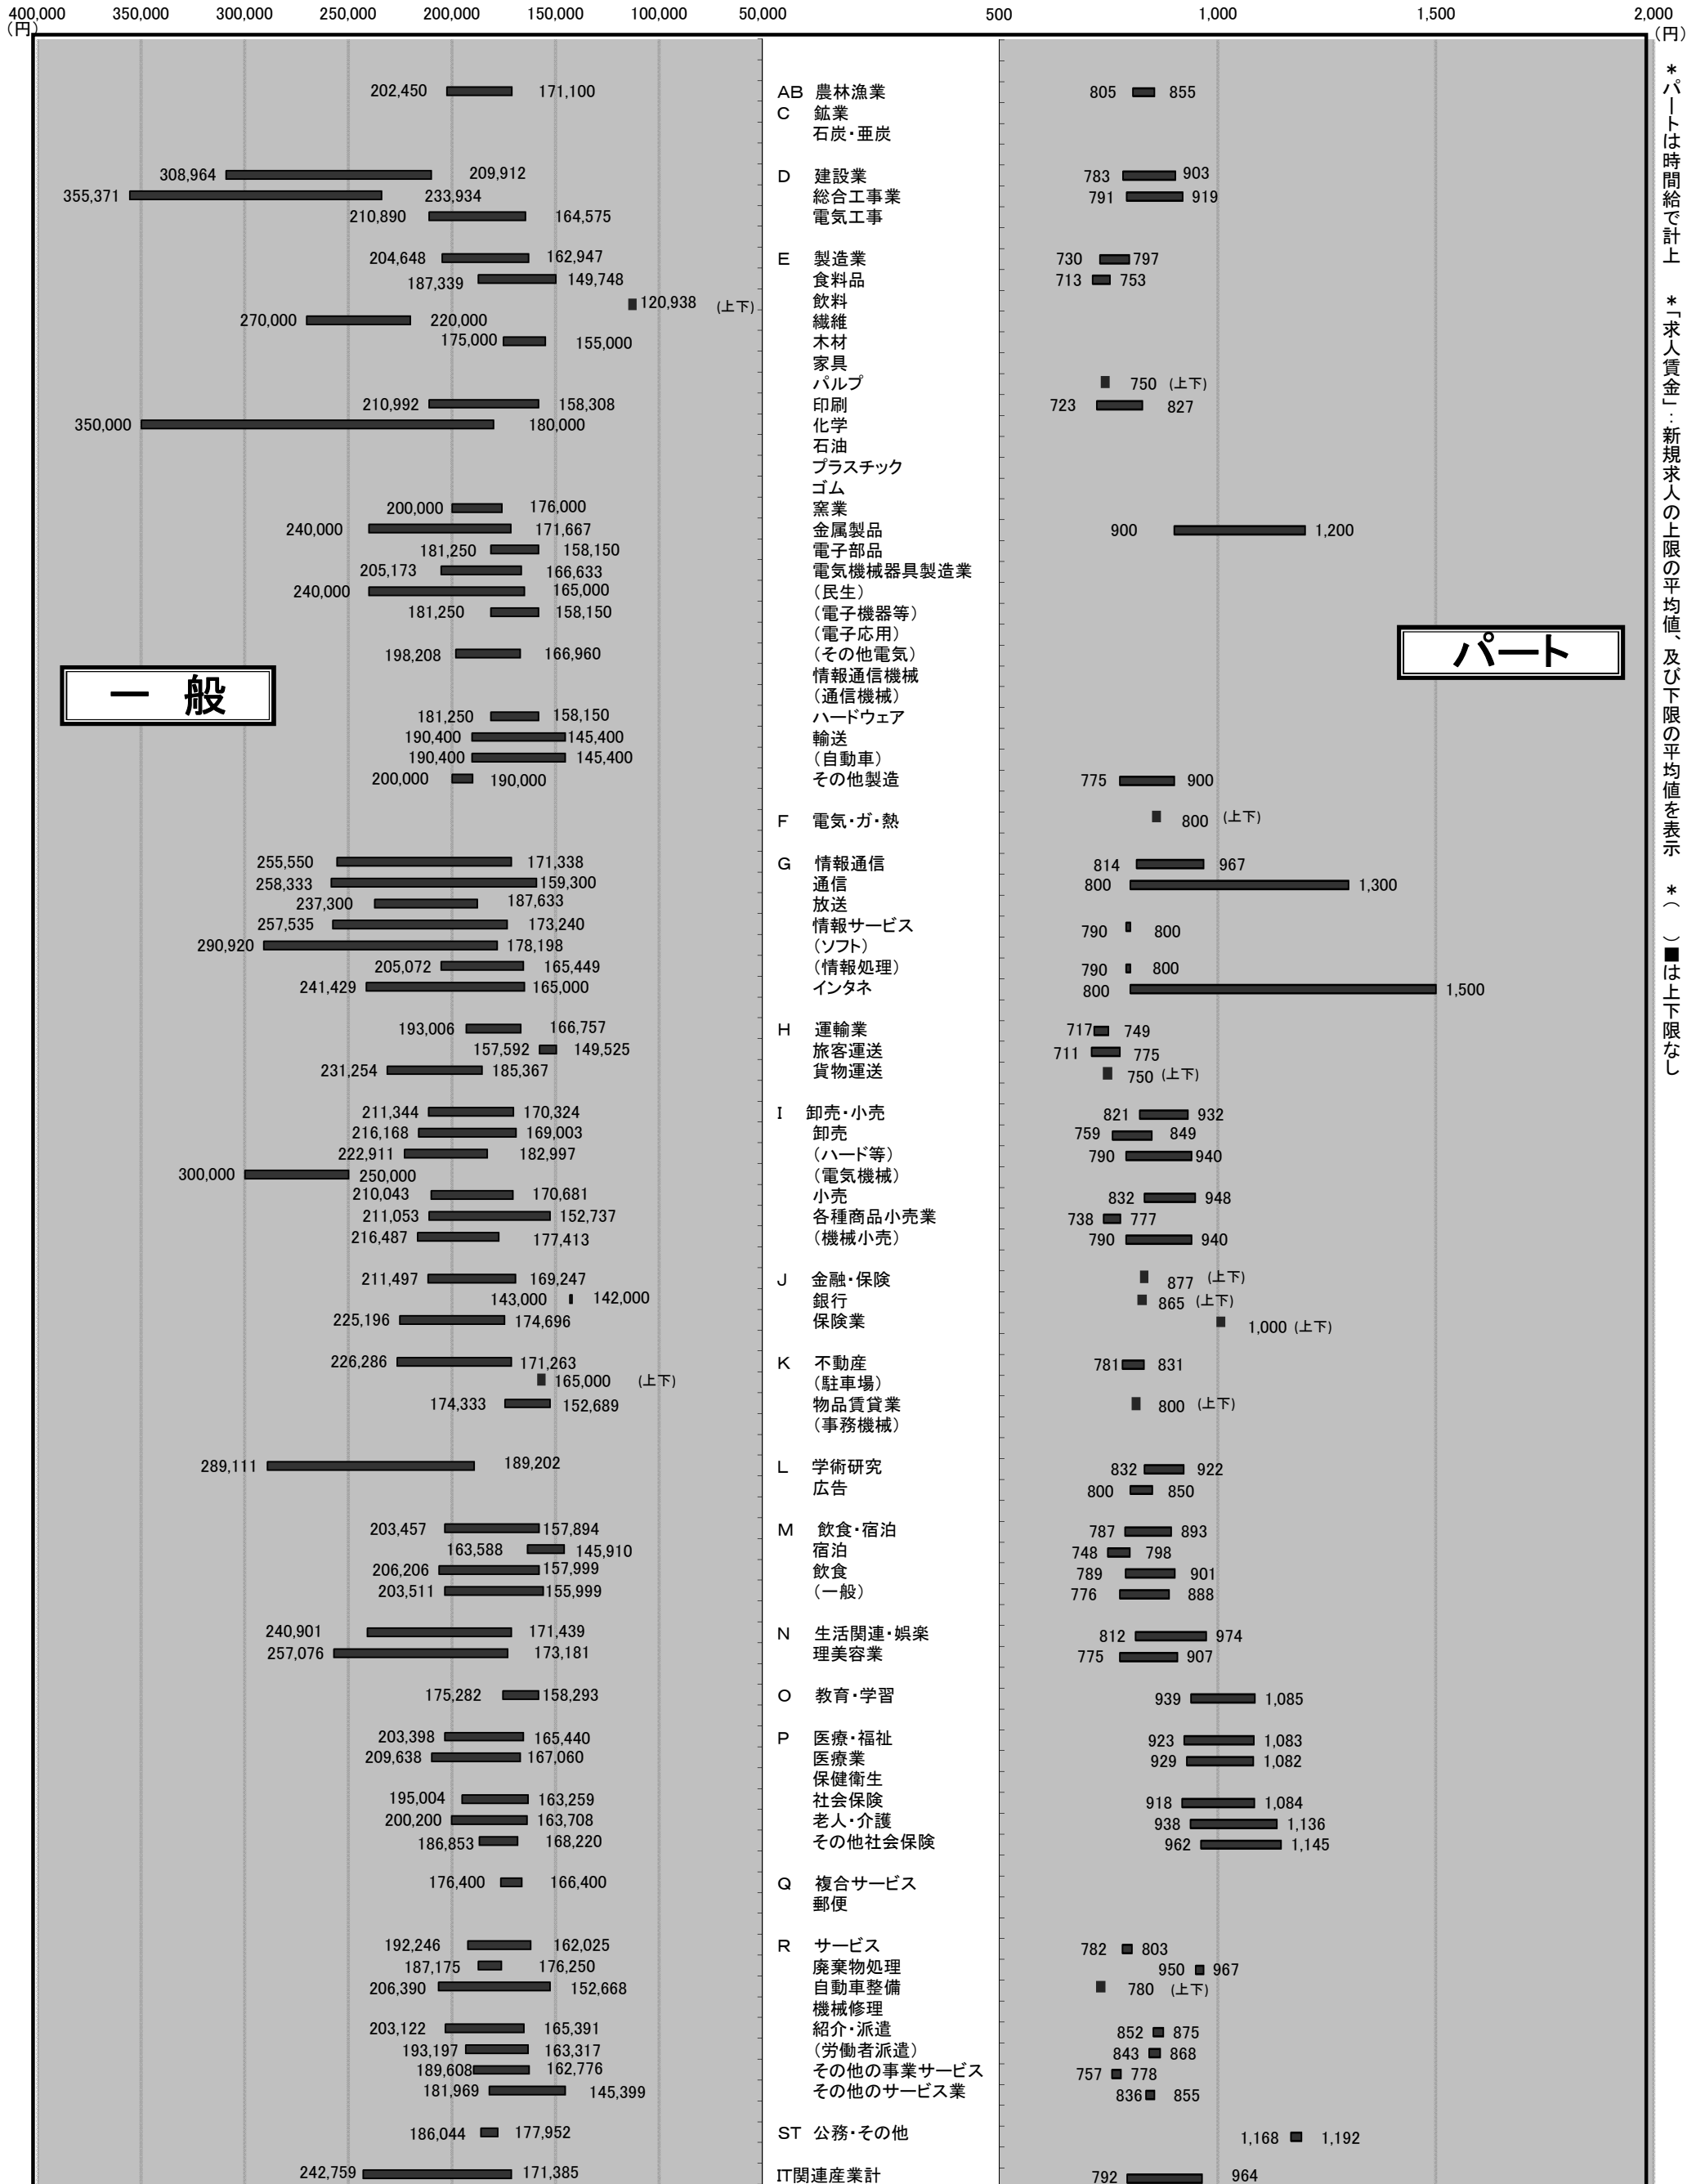 400,000 350,000 300,000 250,000 200,000 150,000 100,000 50,000 500 1,000 1,500 2,000
(円) (円)
202,450 171,100 AB 農林漁業 805 855
C 鉱業
石炭・亜炭
308,964 209,912 D 建設業 783 903
355,371 233,934 総合工事業 791 919
210,890 164,575 電気工事
204,648 162,947 E 製造業 730 797
187,339 149,748 食料品 713 753
120,938 (上下) 飲料
270,000 220,000 繊維
175,000 155,000 木材
家具
パルプ 750 (上下)
210,992 158,308 印刷 723 827
350,000 180,000 化学
石油
プラスチック
ゴム
200,000 176,000 窯業
240,000 171,667 金属製品 900 1,200
181,250 158,150 電子部品
205,173 166,633 電気機械器具製造業
240,000 165,000 (民生)
181,250 158,150 (電子機器等)
(電子応用)
198,208 166,960 (その他電気)
パート
情報通信機械
一 般
(通信機械)
181,250 158,150 ハードウェア
190,400 145,400 輸送
190,400 145,400 (自動車)
200,000 190,000 その他製造 775 900
F 電気・ガ・熱 800 (上下)
255,550 171,338 G 情報通信 814 967
258,333 159,300 通信 800 1,300
237,300 187,633 放送
257,535 173,240 情報サービス 790 800
290,920 178,198 (ソフト)
205,072 165,449 (情報処理) 790 800
241,429 165,000 インタネ 800 1,500
193,006 166,757 H 運輸業 717 749
157,592 149,525 旅客運送 711 775
231,254 185,367 貨物運送 750 (上下)
211,344 170,324 I 卸売・小売 821 932
216,168 169,003 卸売 759 849
222,911 182,997 (ハード等) 790 940
300,000 250,000 (電気機械)
210,043 170,681 小売 832 948
211,053 152,737 各種商品小売業 738 777
216,487 177,413 (機械小売) 790 940
211,497 169,247 J 金融・保険 877 (上下)
143,000 142,000 銀行 865 (上下)
225,196 174,696 保険業 1,000 (上下)
226,286 171,263 K 不動産 781 831
165,000 (上下) (駐車場)
174,333 152,689 物品賃貸業 800 (上下)
(事務機械)
289,111 189,202 L 学術研究 832 922
広告 800 850
203,457 157,894 M 飲食・宿泊 787 893
163,588 145,910 宿泊 748 798
206,206 157,999 飲食 789 901
203,511 155,999 (一般) 776 888
240,901 171,439 N 生活関連・娯楽 812 974
257,076 173,181 理美容業 775 907
175,282 158,293 O 教育・学習 939 1,085
203,398 165,440 P 医療・福祉 923 1,083
209,638 167,060 医療業 929 1,082
保健衛生
195,004 163,259 社会保険 918 1,084
200,200 163,708 老人・介護 938 1,136
186,853 168,220 その他社会保険 962 1,145
176,400 166,400 Q 複合サービス
郵便
192,246 162,025 R サービス 782 803
187,175 176,250 廃棄物処理 950 967
206,390 152,668 自動車整備 780 (上下)
機械修理
203,122 165,391 紹介・派遣 852 875
193,197 163,317 (労働者派遣) 843 868
189,608 162,776 その他の事業サービス 757 778
181,969 145,399 その他のサービス業 836 855
186,044 177,952 ST 公務・その他 1,168 1,192
242,759 171,385 IT関連産業計 792 964
*パートは時間給で計上 *「求人賃金」:新規求人の上限の平均値、及び下限の平均値を表示 *( )■は上下限なし